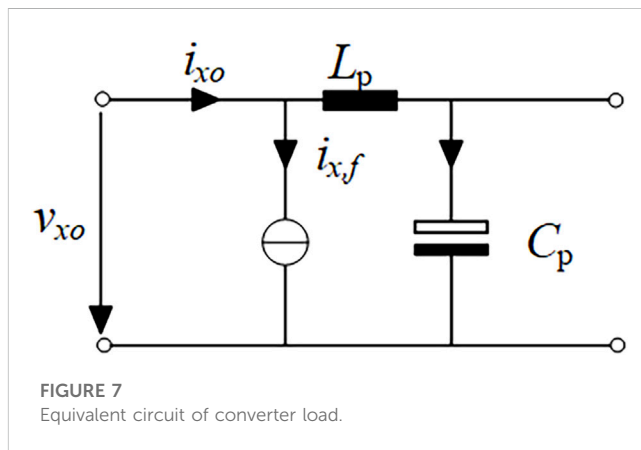 i_xo
L_p
i_x,f
v_xo
C_p
FIGURE 7
Equivalent circuit of converter load.